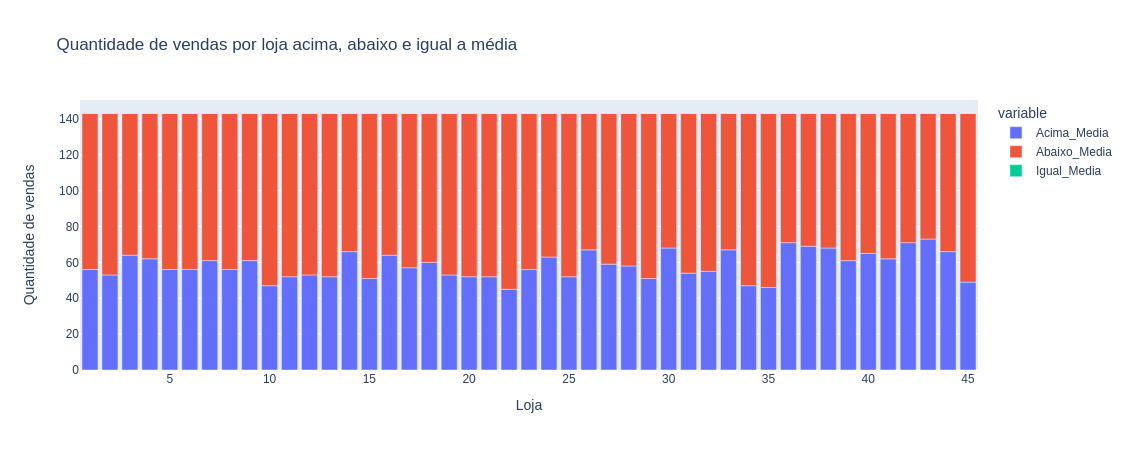 Quantidade de vendas por loja acima, abaixo e igual a média
variable
Acima_Media
Abaixo_Media
Igual_Media
Quantidade de vendas
140
120
100
80
60
40
20
0
5 10 15 20 25 30 35 40 45
Loja